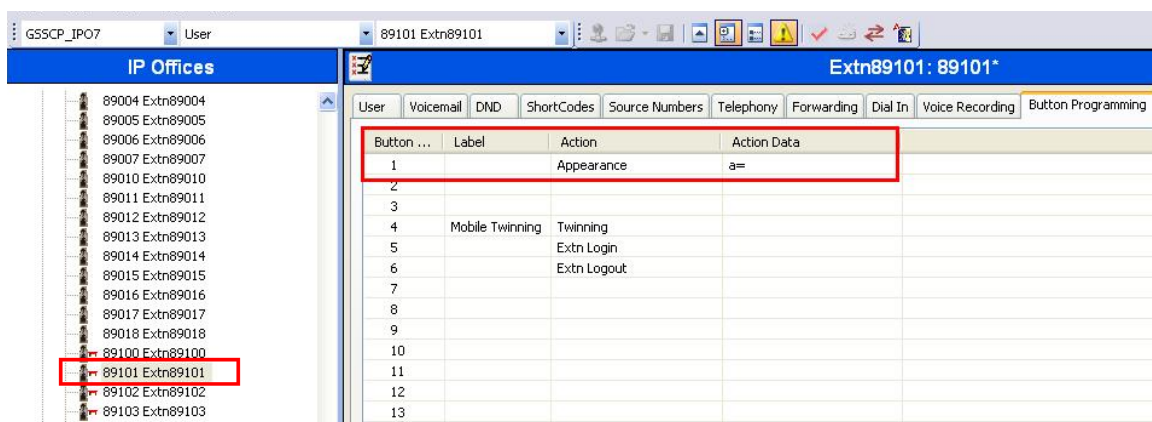 GSSCP_IPO7 User 89101 Extn89101
IP Offices Extn89101: 89101*
89004 Extn89004
89005 Extn89005
89006 Extn89006
89007 Extn89007
89010 Extn89010
89011 Extn89011
89012 Extn89012
89013 Extn89013
89014 Extn89014
89015 Extn89015
89016 Extn89016
89017 Extn89017
89018 Extn89018
89100 Extn89100
89101 Extn89101
89102 Extn89102
89103 Extn89103
User Voicemail DND ShortCodes Source Numbers Telephony Forwarding Dial In Voice Recording Button Programming
Button ... Label Action Action Data
1 Appearance a=
2
3
4 Mobile Twinning Twinning
5 Extn Login
6 Extn Logout
7
8
9
10
11
12
13